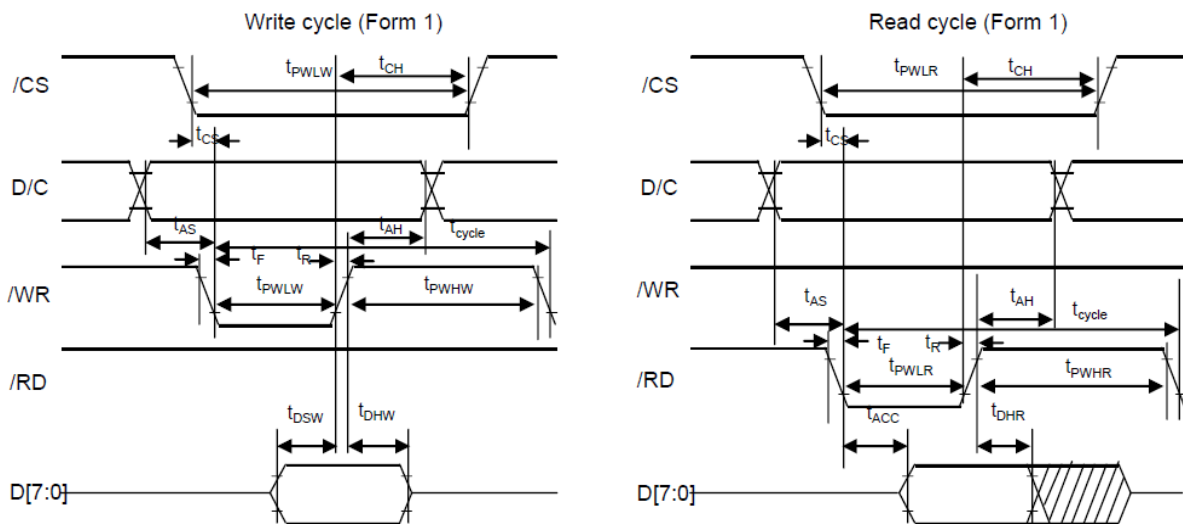 Write cycle (Form 1)
/CS
tPWLW
tCH
tCS
D/C
tAS
tAH
tcycle
tF
tR
/WR
tPWLW
tPWHW
/RD
tDSW
tDHW
D[7:0]
Read cycle (Form 1)
/CS
tPWLR
tCH
tCS
D/C
/WR
tAS
tAH
tcycle
tF
tR
/RD
tPWLR
tPWHR
tACC
tDHR
D[7:0]